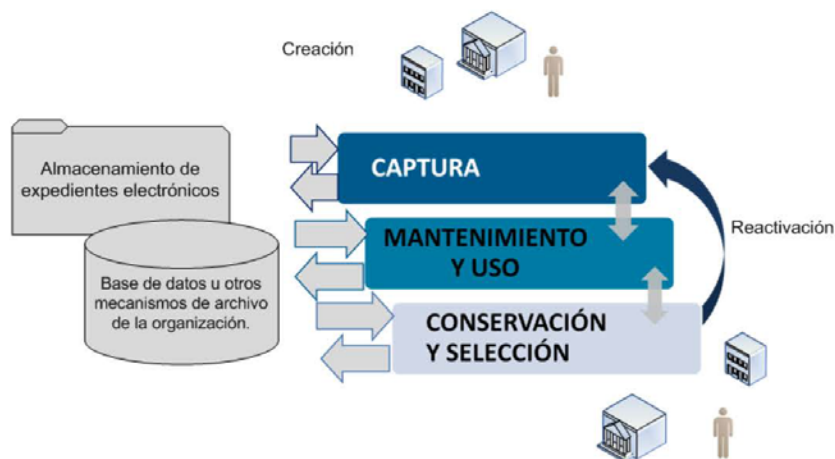 Creación
Almacenamiento de
expedientes electrónicos
Base de datos u otros
mecanismos de archivo
de la organización.
CAPTURA
MANTENIMIENTO
Y USO
CONSERVACIÓN
Y SELECCIÓN
Reactivación